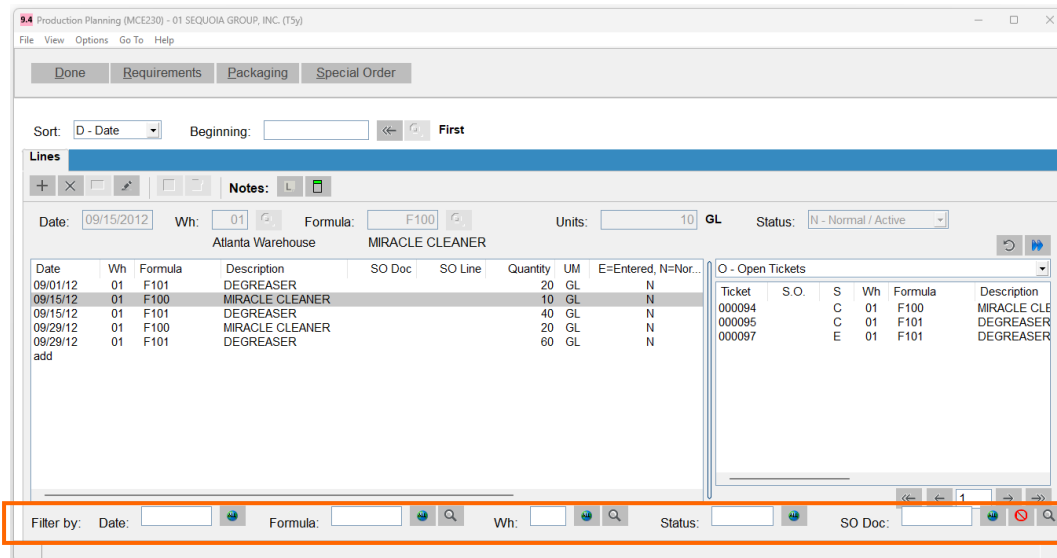 9.4 Production Planning (MCE230) - 01 SEQUOIA GROUP, INC. (T5y)
File View Options Go To Help
Done Requirements Packaging Special Order
Sort: D - Date Beginning: First
Lines
Notes: L
Date: 09/15/2012 Wh: 01 Formula: F100 Units: 10 GL Status: N - Normal / Active
Atlanta Warehouse MIRACLE CLEANER
Date Wh Formula Description SO Doc SO Line Quantity UM E=Entered, N=Nor...
09/01/12 01 F101 DEGREASER 20 GL N
09/15/12 01 F100 MIRACLE CLEANER 10 GL N
09/15/12 01 F101 DEGREASER 40 GL N
09/29/12 01 F100 MIRACLE CLEANER 20 GL N
09/29/12 01 F101 DEGREASER 60 GL N
add
O - Open Tickets
Ticket S.O. S Wh Formula Description
000094 C 01 F100 MIRACLE CLE
000095 C 01 F101 DEGREASER
000097 E 01 F101 DEGREASER
1
Filter by: Date: Formula: Wh: Status: SO Doc: